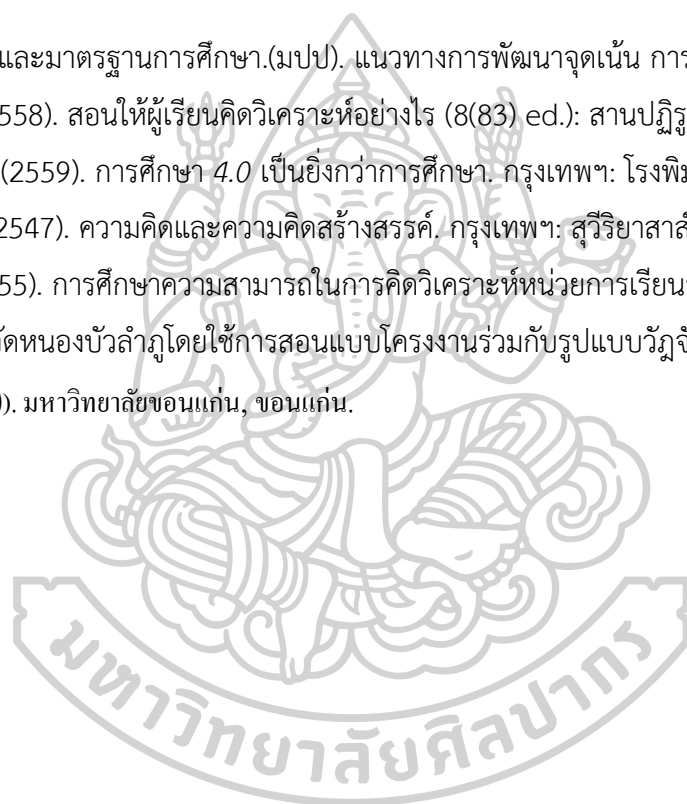 และมาตรฐานการศึกษา.(มปป). แนวทางการพัฒนาจุดเน้น การ
558). สอนให้ผู้เรียนคิดวิเคราะห์อย่างไร (8(83) ed.): สานปฏิรู
(2559). การศึกษา 4.0 เป็นยิ่งกว่าการศึกษา. กรุงเทพฯ: โรงพิม
2547). ความคิดและความคิดสร้างสรรค์. กรุงเทพฯ: สุวีริยาสาส์
55). การศึกษาความสามารถในการคิดวิเคราะห์หน่วยการเรียน
ัดหนองบัวลำภูโดยใช้การสอนแบบโครงงานร่วมกับรูปแบบวัฎจั
). มหาวิทยาลัยขอนแก่น, ขอนแก่น.
มหาวิทยาลัยศิลปากร